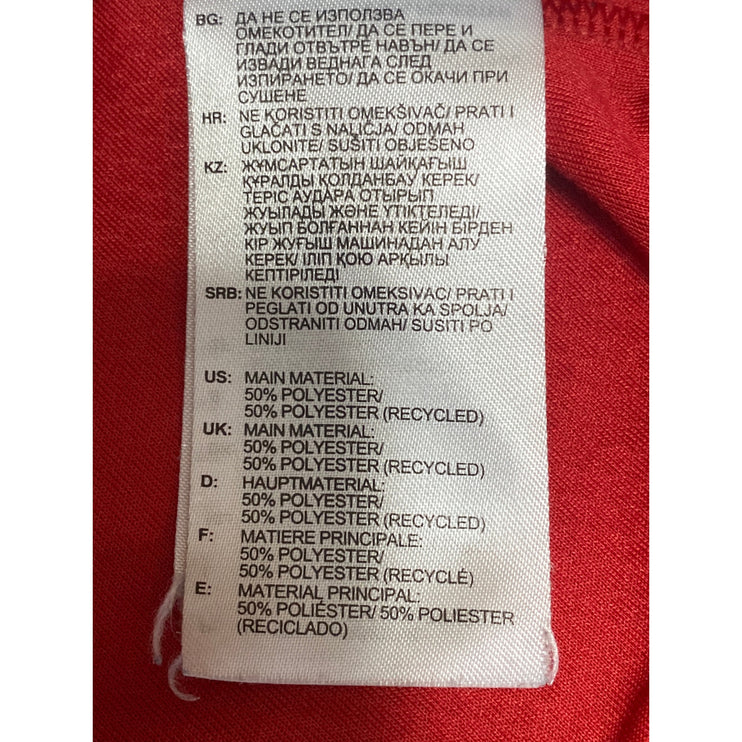 BG: ДА НЕ СЕ ИЗПОЛЗВА
ОМЕКОТИТЕЛ/ ДА СЕ ПЕРЕ И
ГЛАДИ ОТВЪТРЕ НАВЪН/ ДА СЕ
ИЗВАДИ ВЕДНАГА СЛЕД
ИЗПИРАНЕТО/ ДА СЕ ОКАЧИ ПРИ
СУШЕНЕ
HR: NE KORISTITI OMEKŠIVAČ/ PRATI I
GLAČATI S NALIČJA/ ODMAH
UKLONITE/ SUŠITI OBJEŠENO
KZ: ЖҰМСАРТАТЫН ШАЙҚАҒЫШ
ҚҰРАЛДЫ ҚОЛДАНБАУ КЕРЕК/
ТЕРІС АУДАРА ОТЫРЫП
ЖУЫЛАДЫ ЖӘНЕ ҮТІКТЕЛЕДІ/
ЖУЫП БОЛҒАННАН КЕЙІН БІРДЕН
КІР ЖУҒЫШ МАШИНАДАН АЛУ
КЕРЕК/ ІЛІП ҚОЮ АРҚЫЛЫ
КЕПТІРІЛЕДІ
SRB: NE KORISTITI OMEKSIVAC/ PRATI I
PEGLATI OD UNUTRA KA SPOLJA/
ODSTRANITI ODMAH/ SUSITI PO
LINIJI
US: MAIN MATERIAL:
50% POLYESTER/
50% POLYESTER (RECYCLED)
UK: MAIN MATERIAL:
50% POLYESTER/
50% POLYESTER (RECYCLED)
D: HAUPTMATERIAL:
50% POLYESTER/
50% POLYESTER (RECYCLED)
F: MATIERE PRINCIPALE:
50% POLYESTER/
50% POLYESTER (RECYCLÉ)
E: MATERIAL PRINCIPAL:
50% POLIÉSTER/ 50% POLIESTER
(RECICLADO)